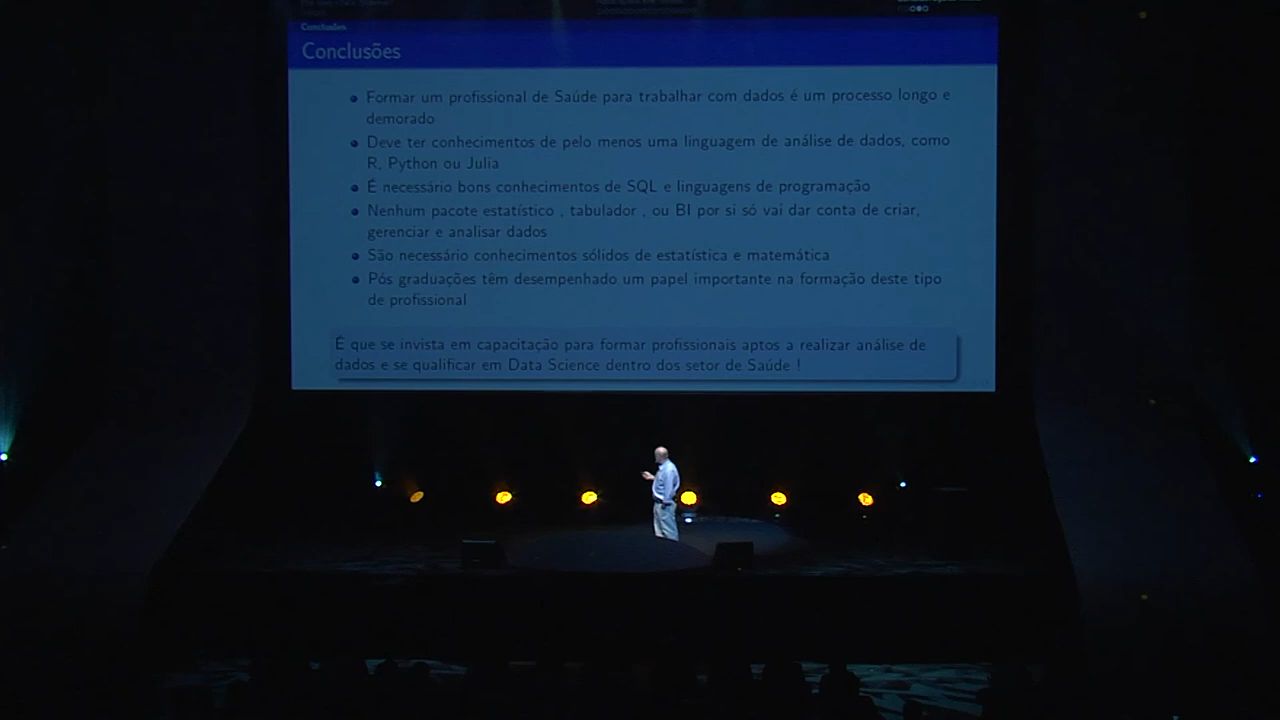 Conclusões
Conclusões
Formar um profissional de Saúde para trabalhar com dados é um processo longo e
demorado
Deve ter conhecimentos de pelo menos uma linguagem de análise de dados, como
R, Python ou Julia
É necessário bons conhecimentos de SQL e linguagens de programação
Nenhum pacote estatístico , tabulador , ou BI por si só vai dar conta de criar,
gerenciar e analisar dados
São necessário conhecimentos sólidos de estatística e matemática
Pós graduações têm desempenhado um papel importante na formação deste tipo
de profissional
É que se invista em capacitação para formar profissionais aptos a realizar análise de
dados e se qualificar em Data Science dentro dos setor de Saúde !